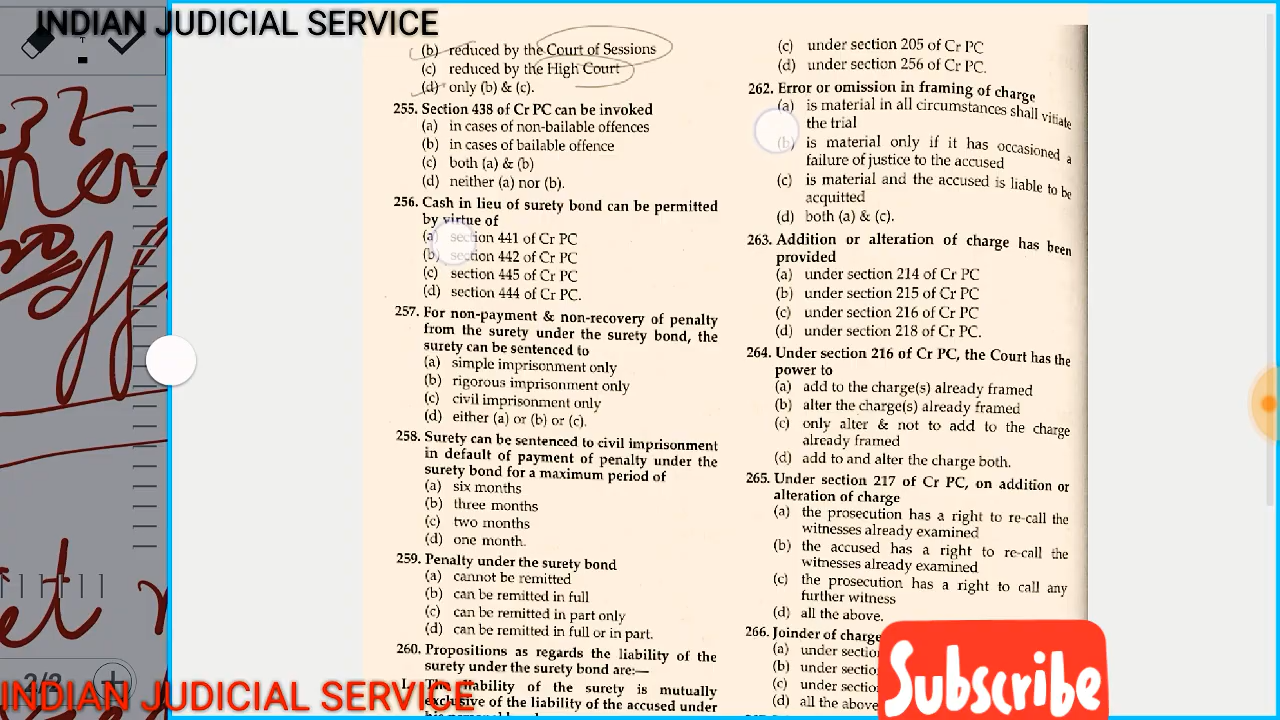 INDIAN JUDICIAL SERVICE
(b) reduced by the Court of Sessions
(c) reduced by the High Court
(d) only (b) & (c).
255. Section 438 of Cr PC can be invoked
(a) in cases of non-bailable offences
(b) in cases of bailable offence
(c) both (a) & (b)
(d) neither (a) nor (b).
256. Cash in lieu of surety bond can be permitted
by virtue of
(a) section 441 of Cr PC
(b) section 442 of Cr PC
(c) section 445 of Cr PC
(d) section 444 of Cr PC.
257. For non-payment & non-recovery of penalty
from the surety under the surety bond, the
surety can be sentenced to
(a) simple imprisonment only
(b) rigorous imprisonment only
(c) civil imprisonment only
(d) either (a) or (b) or (c).
258. Surety can be sentenced to civil imprisonment
in default of payment of penalty under the
surety bond for a maximum period of
(a) six months
(b) three months
(c) two months
(d) one month.
259. Penalty under the surety bond
(a) cannot be remitted
(b) can be remitted in full
(c) can be remitted in part only
(d) can be remitted in full or in part.
260. Propositions as regards the liability of the
surety under the surety bond are:—
I. The liability of the surety is mutually
exclusive of the liability of the accused under
(c) under section 205 of Cr PC
(d) under section 256 of Cr PC.
262. Error or omission in framing of charge
(a) is material in all circumstances shall vitiate
the trial
(b) is material only if it has occasioned a
failure of justice to the accused
(c) is material and the accused is liable to be
acquitted
(d) both (a) & (c).
263. Addition or alteration of charge has been
provided
(a) under section 214 of Cr PC
(b) under section 215 of Cr PC
(c) under section 216 of Cr PC
(d) under section 218 of Cr PC.
264. Under section 216 of Cr PC, the Court has the
power to
(a) add to the charge(s) already framed
(b) alter the charge(s) already framed
(c) only alter & not to add to the charge
already framed
(d) add to and alter the charge both.
265. Under section 217 of Cr PC, on addition or
alteration of charge
(a) the prosecution has a right to re-call the
witnesses already examined
(b) the accused has a right to re-call the
witnesses already examined
(c) the prosecution has a right to call any
further witness
(d) all the above.
266. Joinder of charge
(a) under sectio
(b) under sectio
(c) under sectio
(d) all the above
Subscribe
2/2
INDIAN JUDICIAL SERVICE